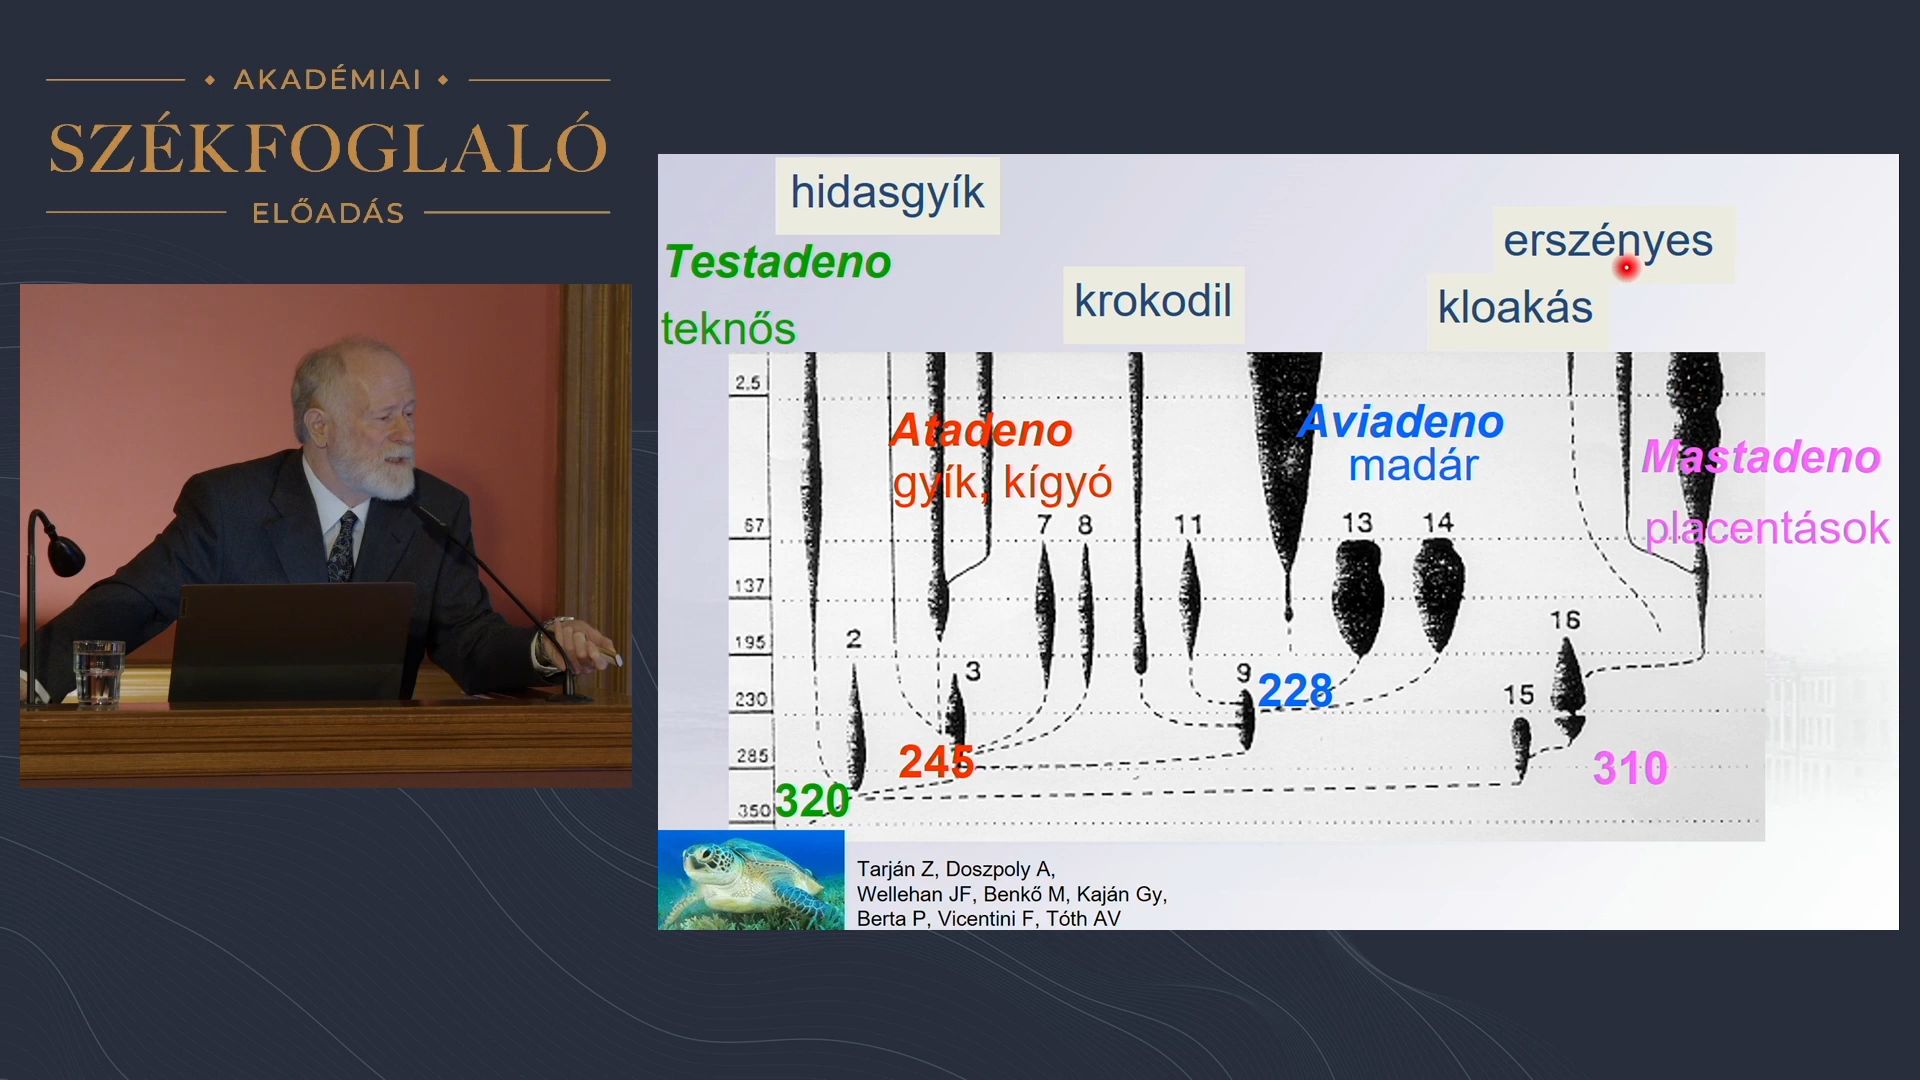 AKADÉMIAI
SZÉKFOGLALÓ
ELŐADÁS
hidasgyík
Testadeno
teknős
krokodil
erszényes
kloakás
2.5
Atadeno
gyík, kígyó
Aviadeno
madár
Mastadeno
placentások
67
7 8 11 13 14
137
195
2
3
16
9
228
230
15
285
245
310
320
350
Tarján Z, Doszpoly A,
Wellehan JF, Benkő M, Kaján Gy,
Berta P, Vicentini F, Tóth AV